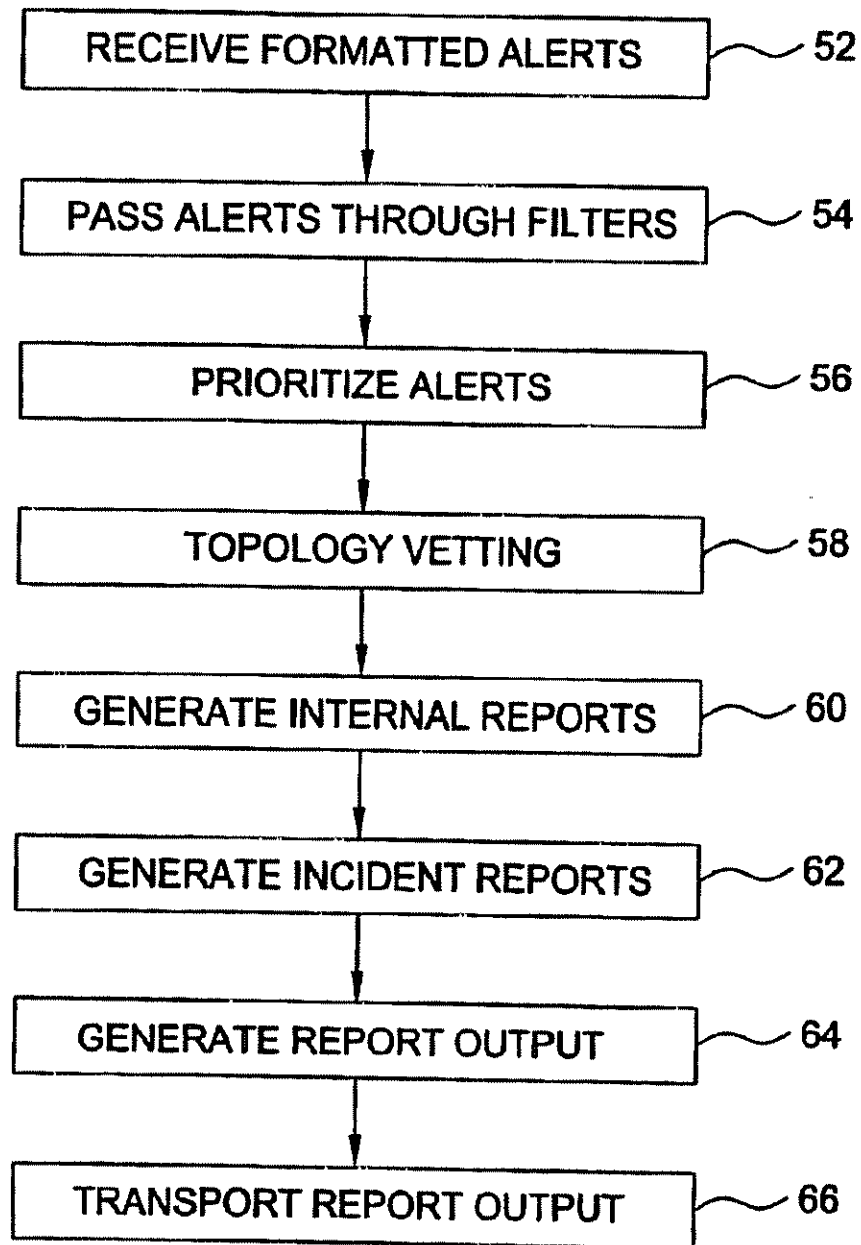 RECEIVE FORMATTED ALERTS 52
PASS ALERTS THROUGH FILTERS 54
PRIORITIZE ALERTS 56
TOPOLOGY VETTING 58
GENERATE INTERNAL REPORTS 60
GENERATE INCIDENT REPORTS 62
GENERATE REPORT OUTPUT 64
TRANSPORT REPORT OUTPUT 66